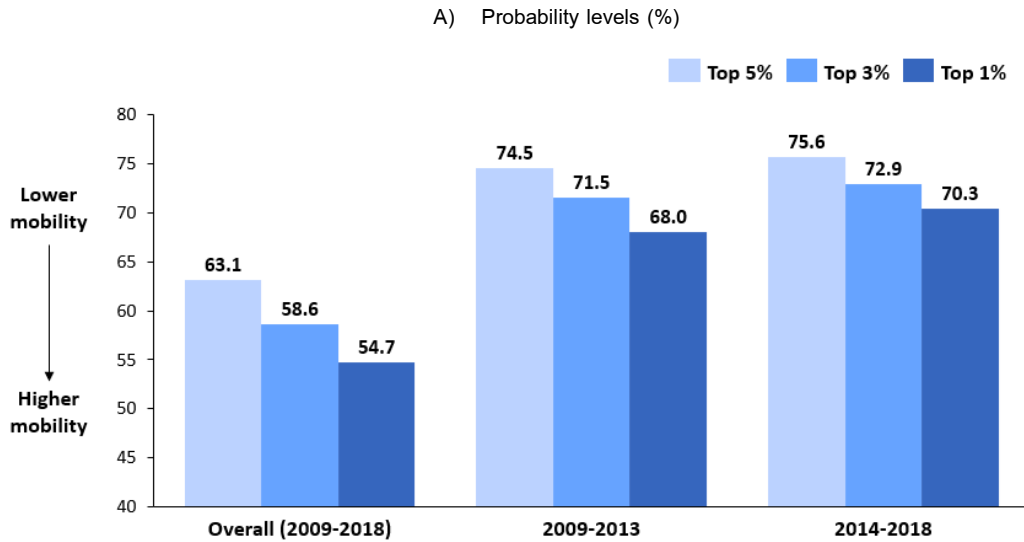 A) Probability levels (%)
Top 5% Top 3% Top 1%
80
75
70
65
60
55
50
45
40
Lower
mobility
Higher
mobility
63.1
58.6
54.7
74.5
71.5
68.0
75.6
72.9
70.3
Overall (2009-2018) 2009-2013 2014-2018